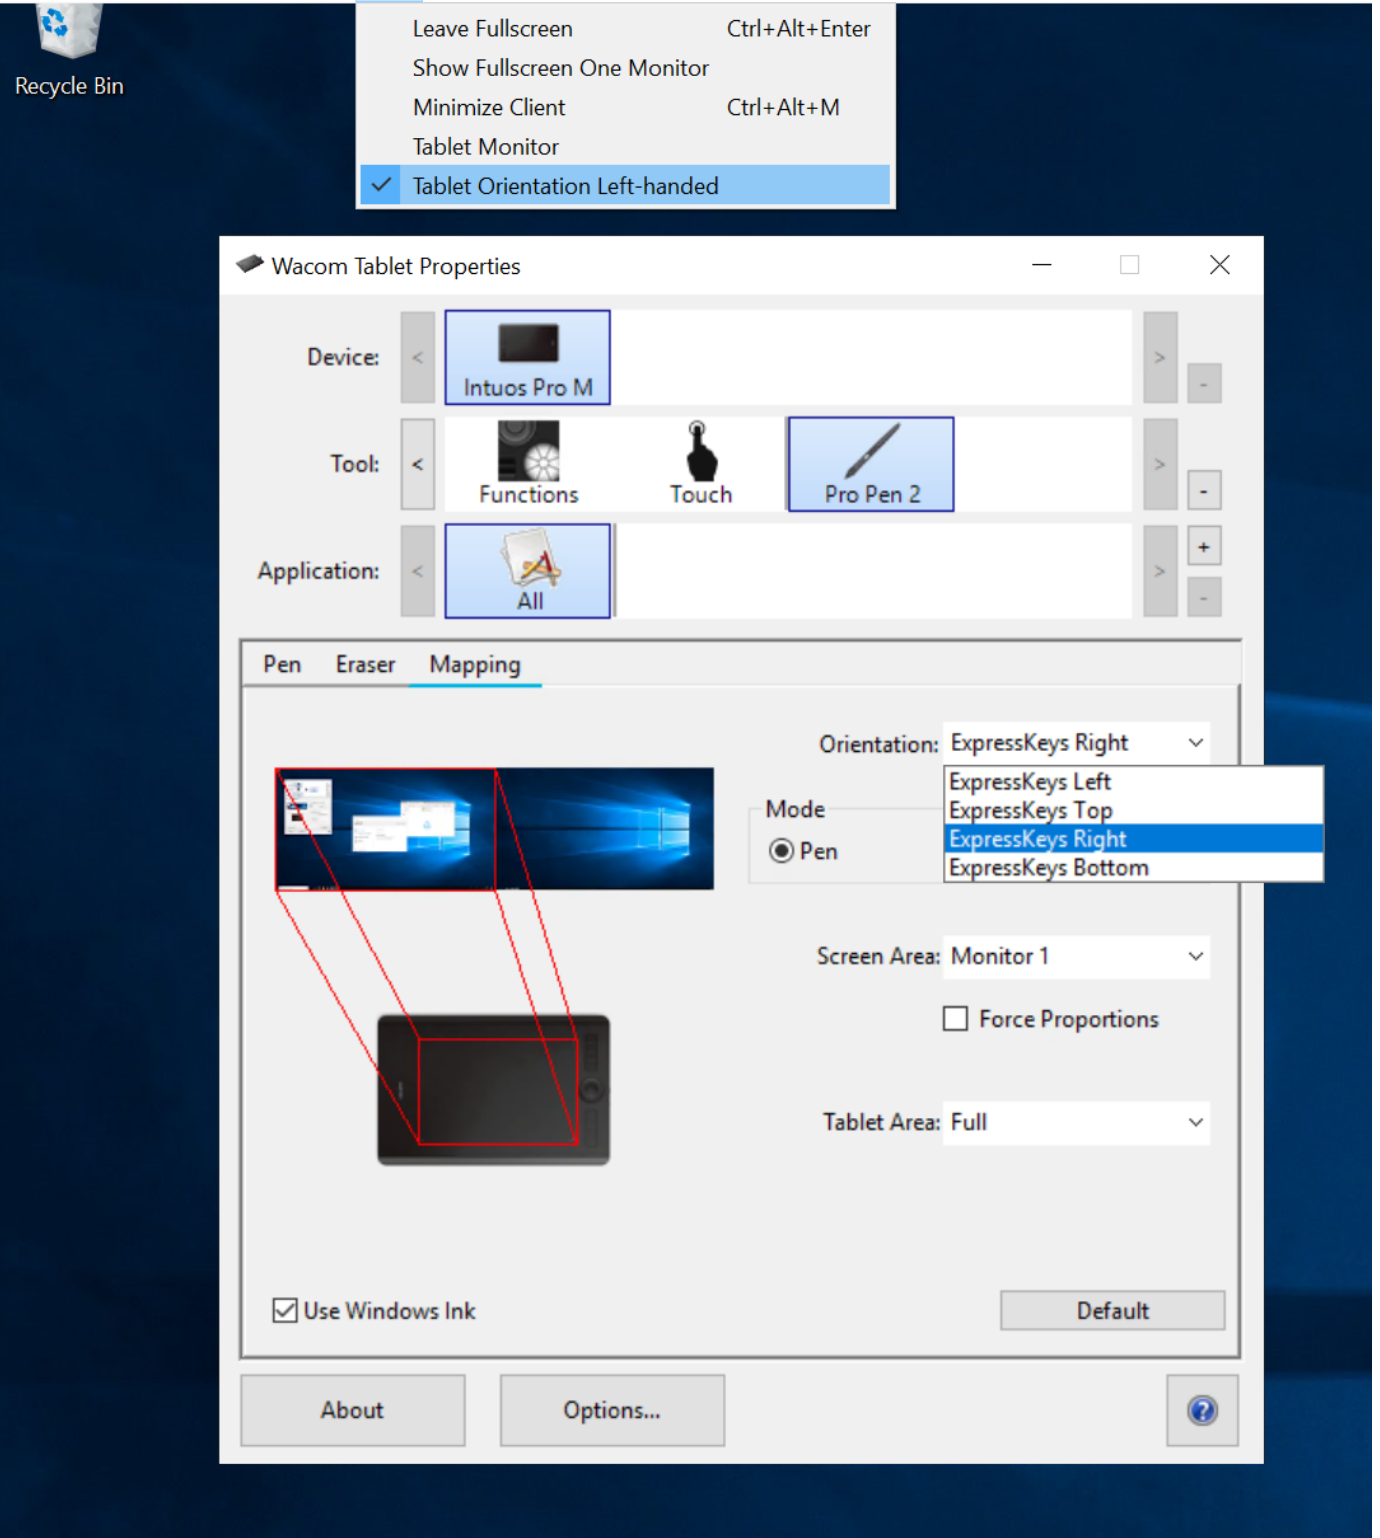 Leave Fullscreen Ctrl+Alt+Enter
Show Fullscreen One Monitor
Minimize Client Ctrl+Alt+M
Tablet Monitor
Tablet Orientation Left-handed
Recycle Bin
Wacom Tablet Properties
Device: < Intuos Pro M > -
Tool: < Functions Touch Pro Pen 2 > -
Application: < All > + -
Pen Eraser Mapping
Orientation: ExpressKeys Right
ExpressKeys Left
ExpressKeys Top
ExpressKeys Right
ExpressKeys Bottom
Mode
Pen
Screen Area: Monitor 1
Force Proportions
Tablet Area: Full
Use Windows Ink
Default
About Options... ?